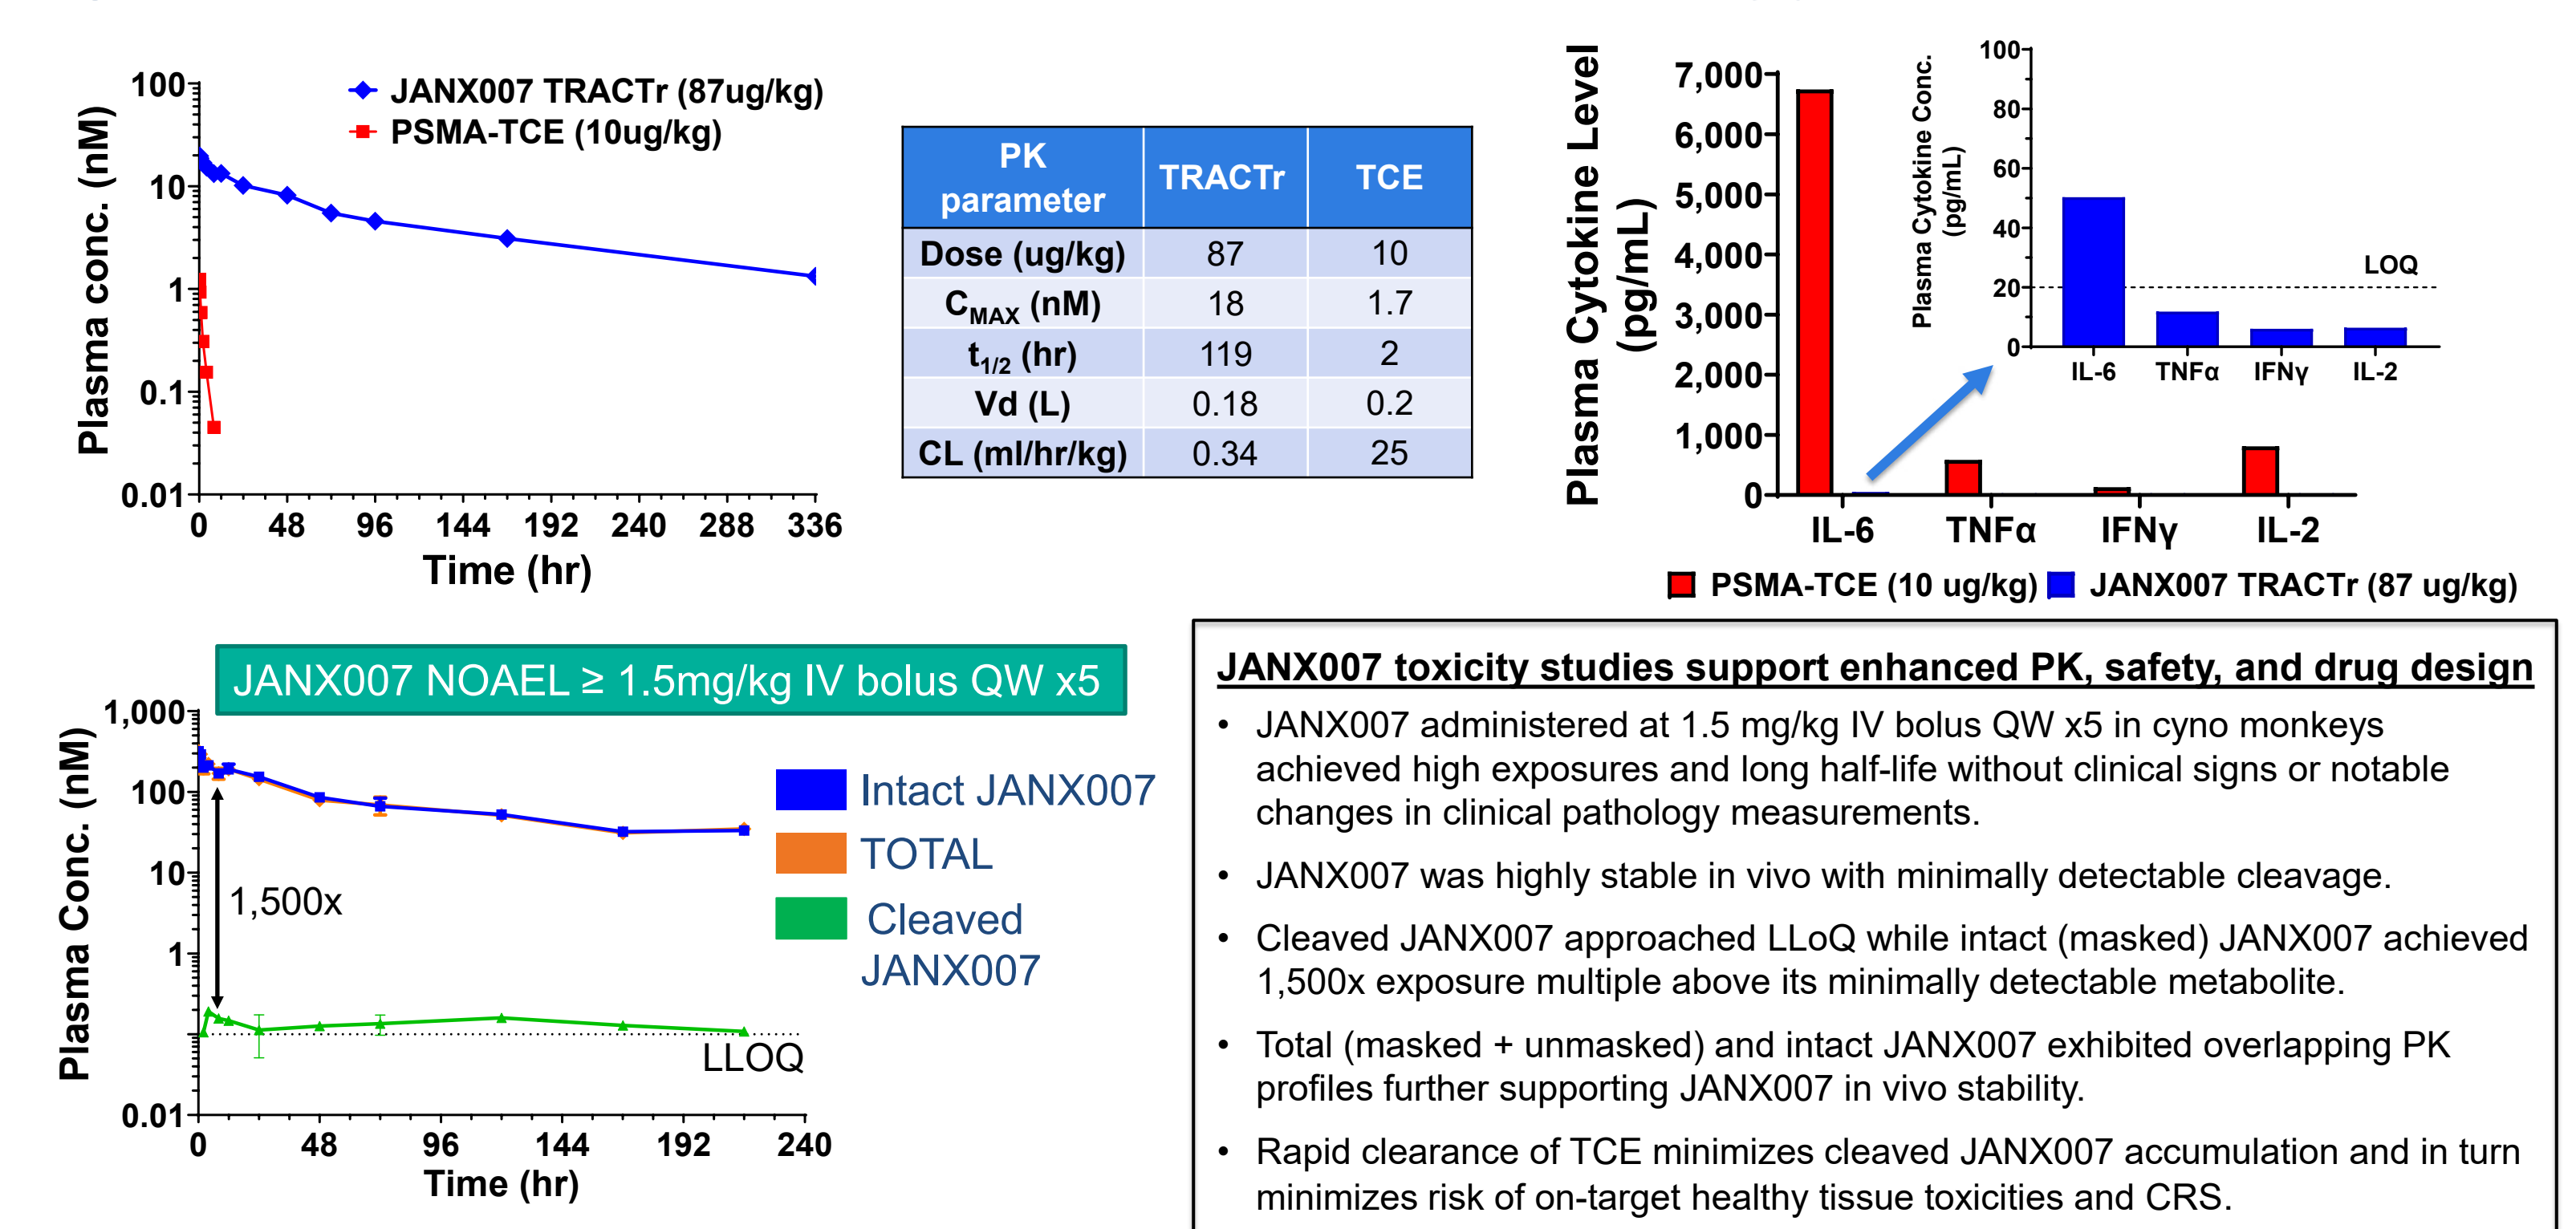 100
10
1
0.1
0.01
Plasma conc. (nM)
JANX007 TRACTr (87ug/kg)
PSMA-TCE (10ug/kg)
0 48 96 144 192 240 288 336
Time (hr)
PK parameter TRACTr TCE
Dose (ug/kg) 87 10
CMAX (nM) 18 1.7
t1/2 (hr) 119 2
Vd (L) 0.18 0.2
CL (ml/hr/kg) 0.34 25
Plasma Cytokine Level
(pg/mL)
7,000
6,000
5,000
4,000
3,000
2,000
1,000
0
IL-6 TNFα IFNγ IL-2
Plasma Cytokine Conc.
(pg/mL)
100
80
60
40
20
0
LOQ
IL-6 TNFα IFNγ IL-2
PSMA-TCE (10 ug/kg) JANX007 TRACTr (87 ug/kg)
JANX007 NOAEL ≥ 1.5mg/kg IV bolus QW x5
Plasma Conc. (nM)
1,000
100
10
1
0.01
1,500x
LLOQ
0 48 96 144 192 240
Time (hr)
Intact JANX007
TOTAL
Cleaved
JANX007
JANX007 toxicity studies support enhanced PK, safety, and drug design
• JANX007 administered at 1.5 mg/kg IV bolus QW x5 in cyno monkeys
achieved high exposures and long half-life without clinical signs or notable
changes in clinical pathology measurements.
• JANX007 was highly stable in vivo with minimally detectable cleavage.
• Cleaved JANX007 approached LLoQ while intact (masked) JANX007 achieved
1,500x exposure multiple above its minimally detectable metabolite.
• Total (masked + unmasked) and intact JANX007 exhibited overlapping PK
profiles further supporting JANX007 in vivo stability.
• Rapid clearance of TCE minimizes cleaved JANX007 accumulation and in turn
minimizes risk of on-target healthy tissue toxicities and CRS.